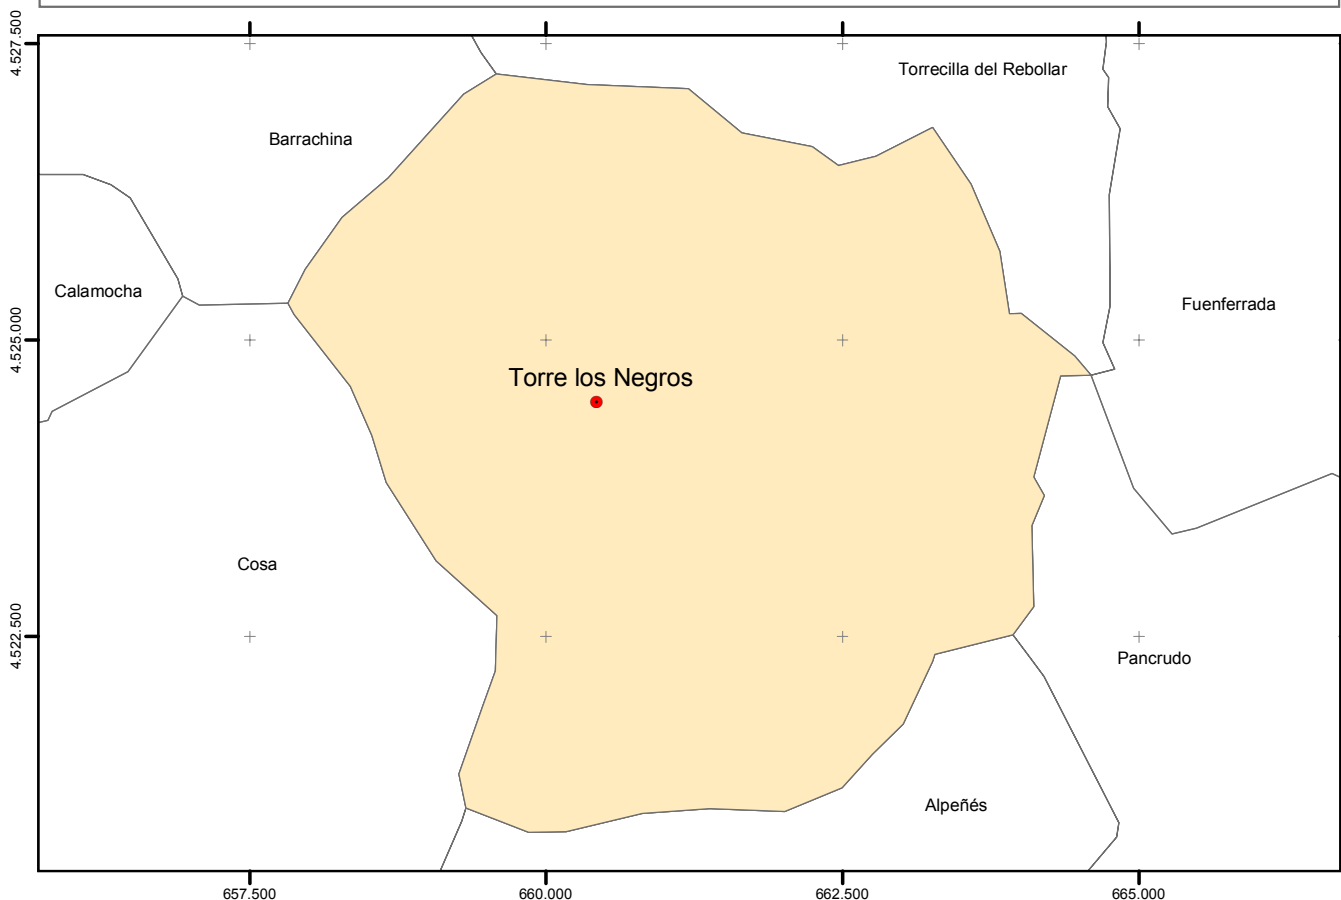 4.527.500
Torrecilla del Rebollar
Barrachina
Calamocha
Fuenferrada
4.525.000
Torre los Negros
Cosa
4.522.500
Pancrudo
Alpeñés
657.500
660.000
662.500
665.000